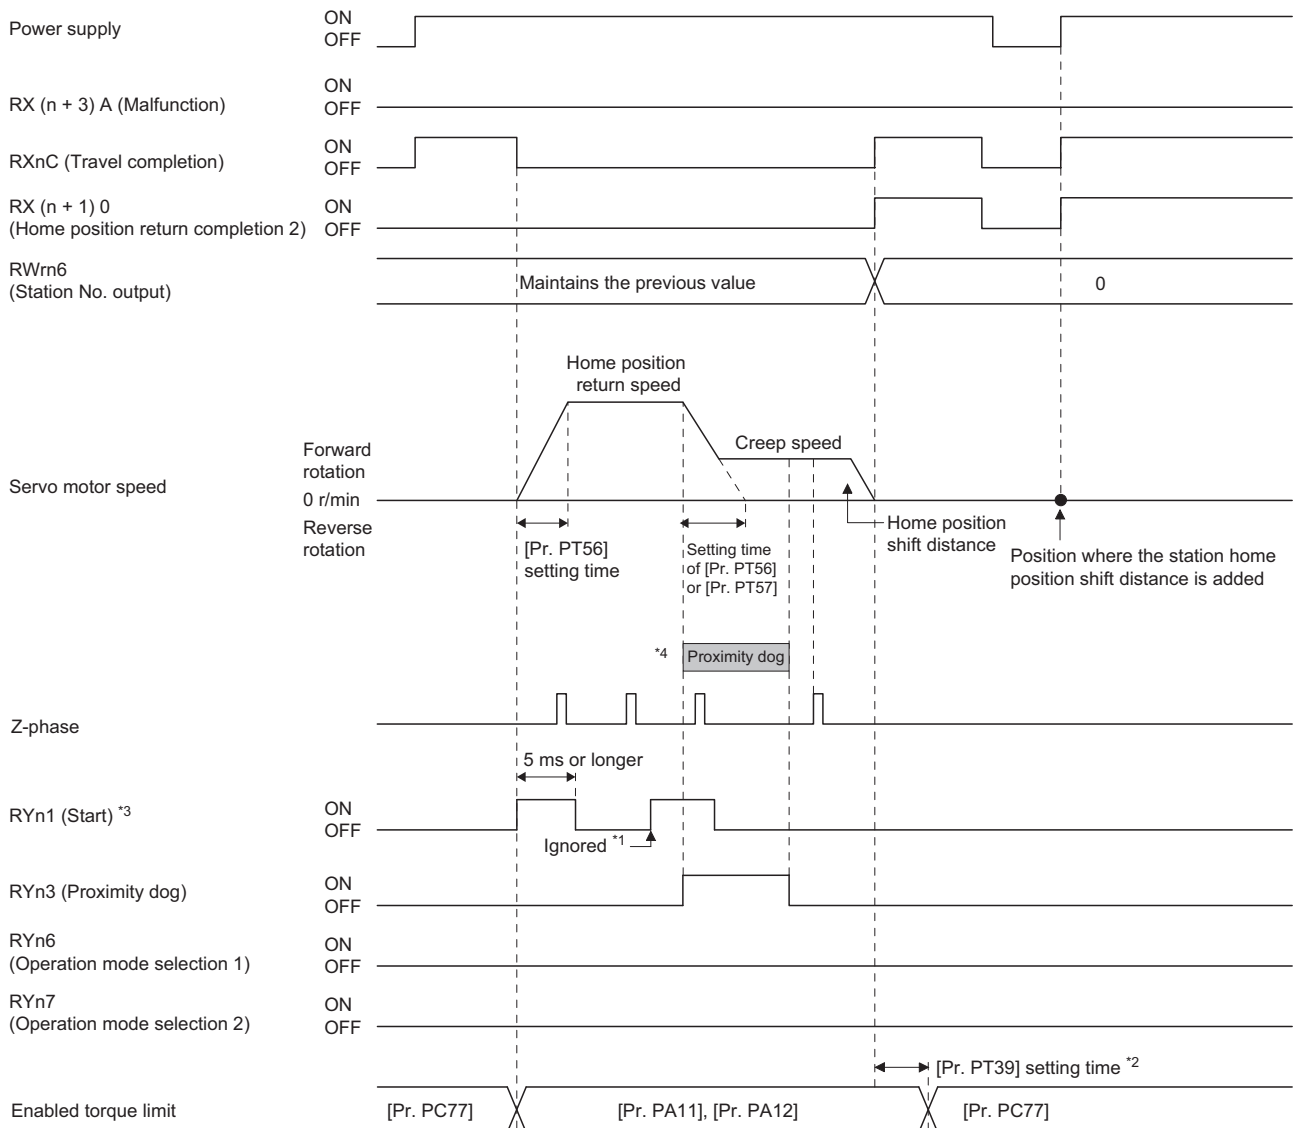 Power supply
ON
OFF
RX (n + 3) A (Malfunction)
ON
OFF
RXnC (Travel completion)
ON
OFF
RX (n + 1) 0
(Home position return completion 2)
ON
OFF
RWrn6
(Station No. output)
Maintains the previous value
0
Home position
return speed
Creep speed
Forward
rotation
0 r/min
Reverse
rotation
Servo motor speed
[Pr. PT56]
setting time
Setting time
of [Pr. PT56]
or [Pr. PT57]
Home position
shift distance
Position where the station home
position shift distance is added
*4
Proximity dog
Z-phase
5 ms or longer
RYn1 (Start) *3
ON
OFF
Ignored *1
RYn3 (Proximity dog)
ON
OFF
RYn6
(Operation mode selection 1)
ON
OFF
RYn7
(Operation mode selection 2)
ON
OFF
[Pr. PT39] setting time *2
Enabled torque limit
[Pr. PC77]
[Pr. PA11], [Pr. PA12]
[Pr. PC77]